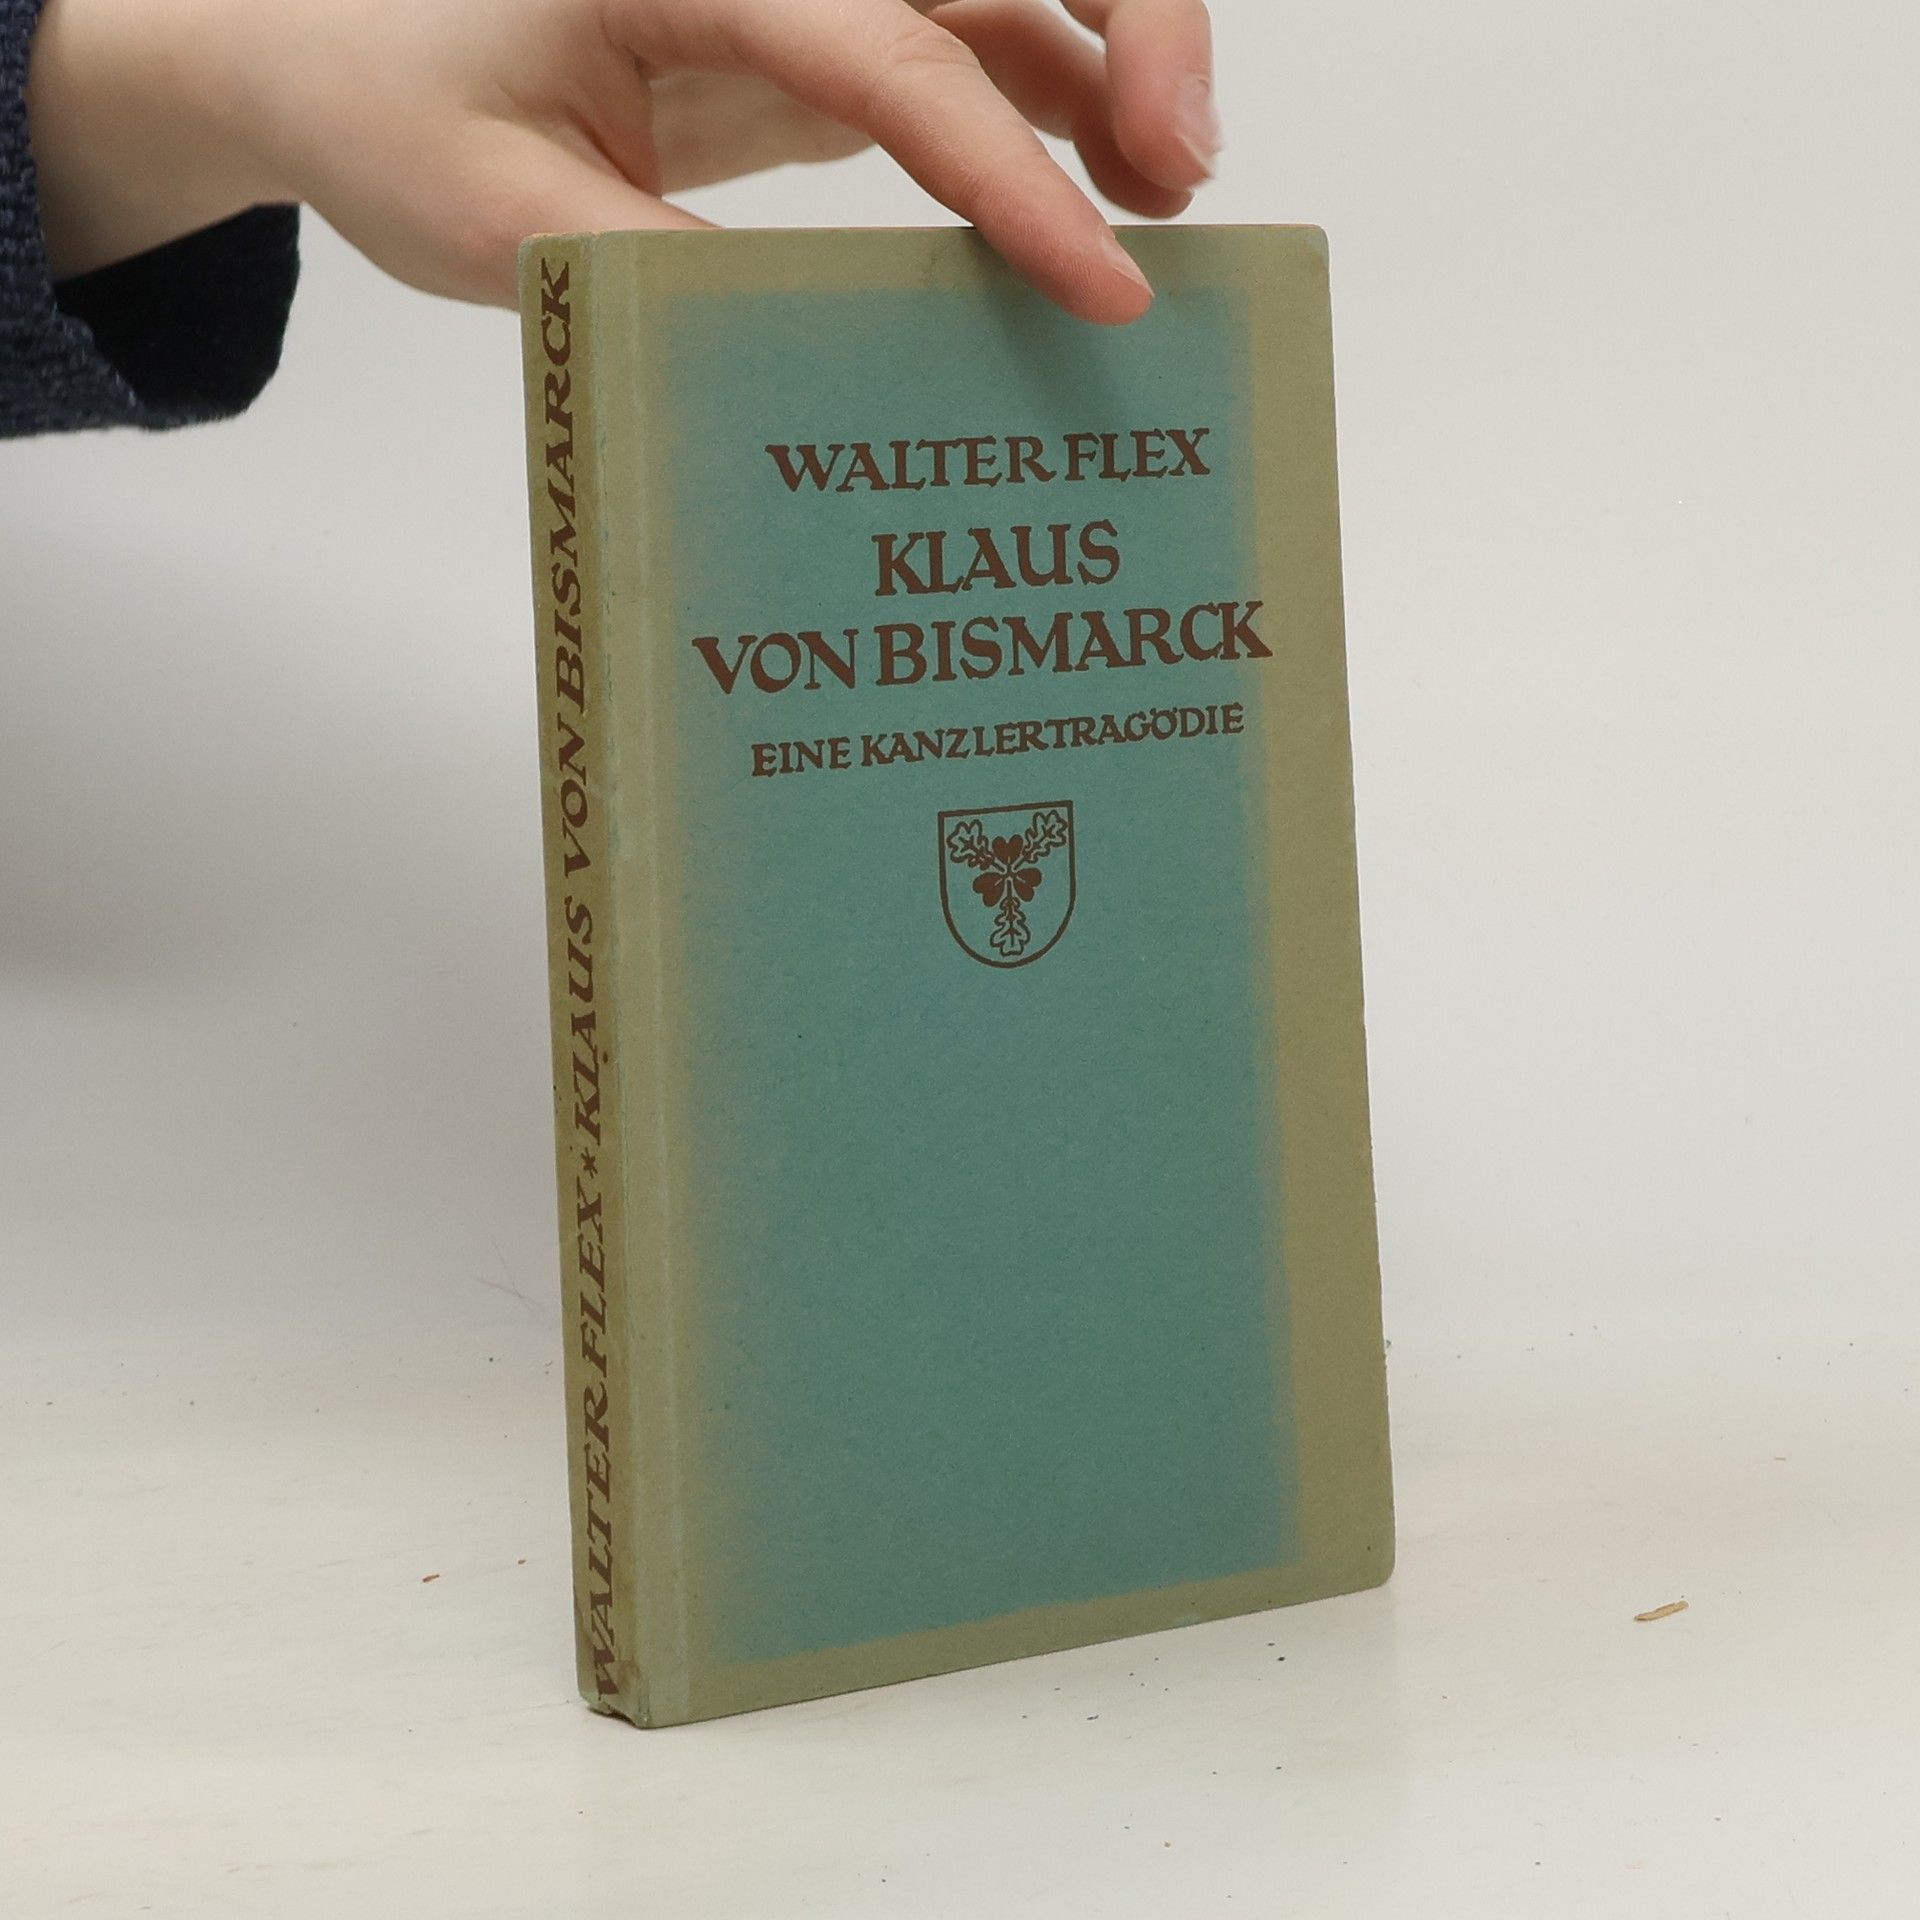 WALTER FLEX
KLAUS
VON BISMARCK
EINE KANZLERTRAGÖDIE
WALTER FLEX * KLAUS VON BISMARCK